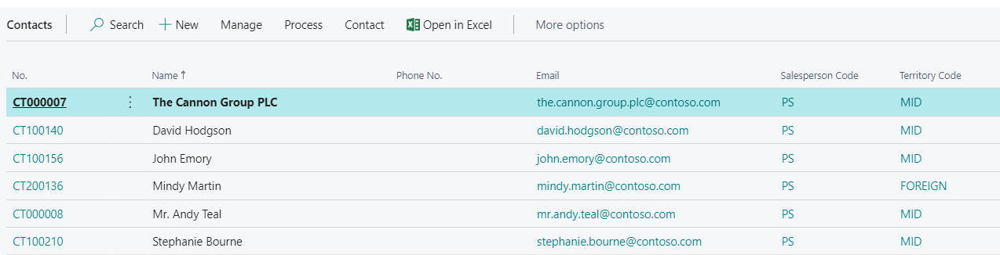 Contacts Search New Manage Process Contact Open in Excel More options
No. Name ↑ Phone No. Email Salesperson Code Territory Code
CT000007 The Cannon Group PLC the.cannon.group.plc@contoso.com PS MID
CT100140 David Hodgson david.hodgson@contoso.com PS MID
CT100156 John Emory john.emory@contoso.com PS MID
CT200136 Mindy Martin mindy.martin@contoso.com PS FOREIGN
CT000008 Mr. Andy Teal mr.andy.teal@contoso.com PS MID
CT100210 Stephanie Bourne stephanie.bourne@contoso.com PS MID